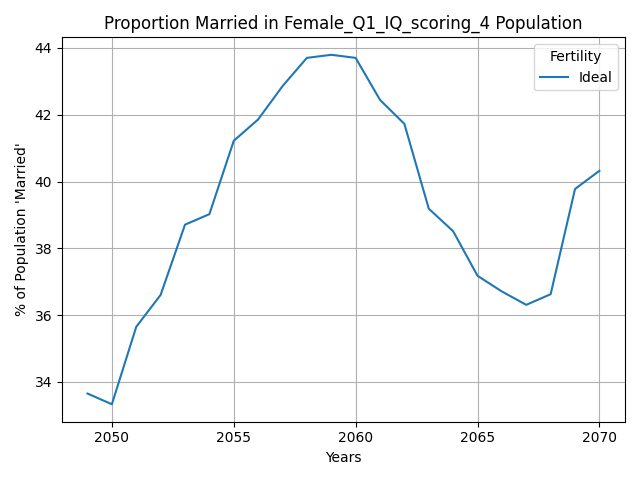 Proportion Married in Female_Q1_IQ_scoring_4 Population
Fertility
Ideal
% of Population 'Married'
44
42
40
38
36
34
2050 2055 2060 2065 2070
Years